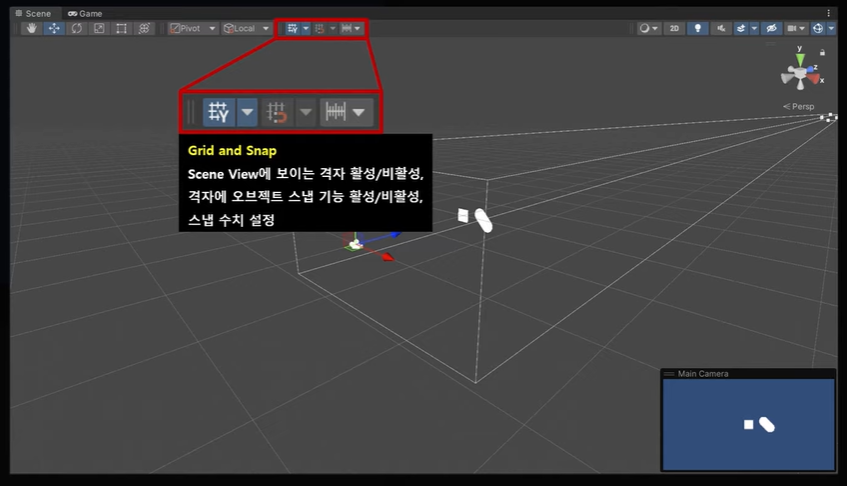 Scene Game
Pivot Local 2D
Y
Grid and Snap
Scene View에 보이는 격자 활성/비활성,
격자에 오브젝트 스냅 기능 활성/비활성,
스냅 수치 설정
y
z
x
< Persp
Main Camera